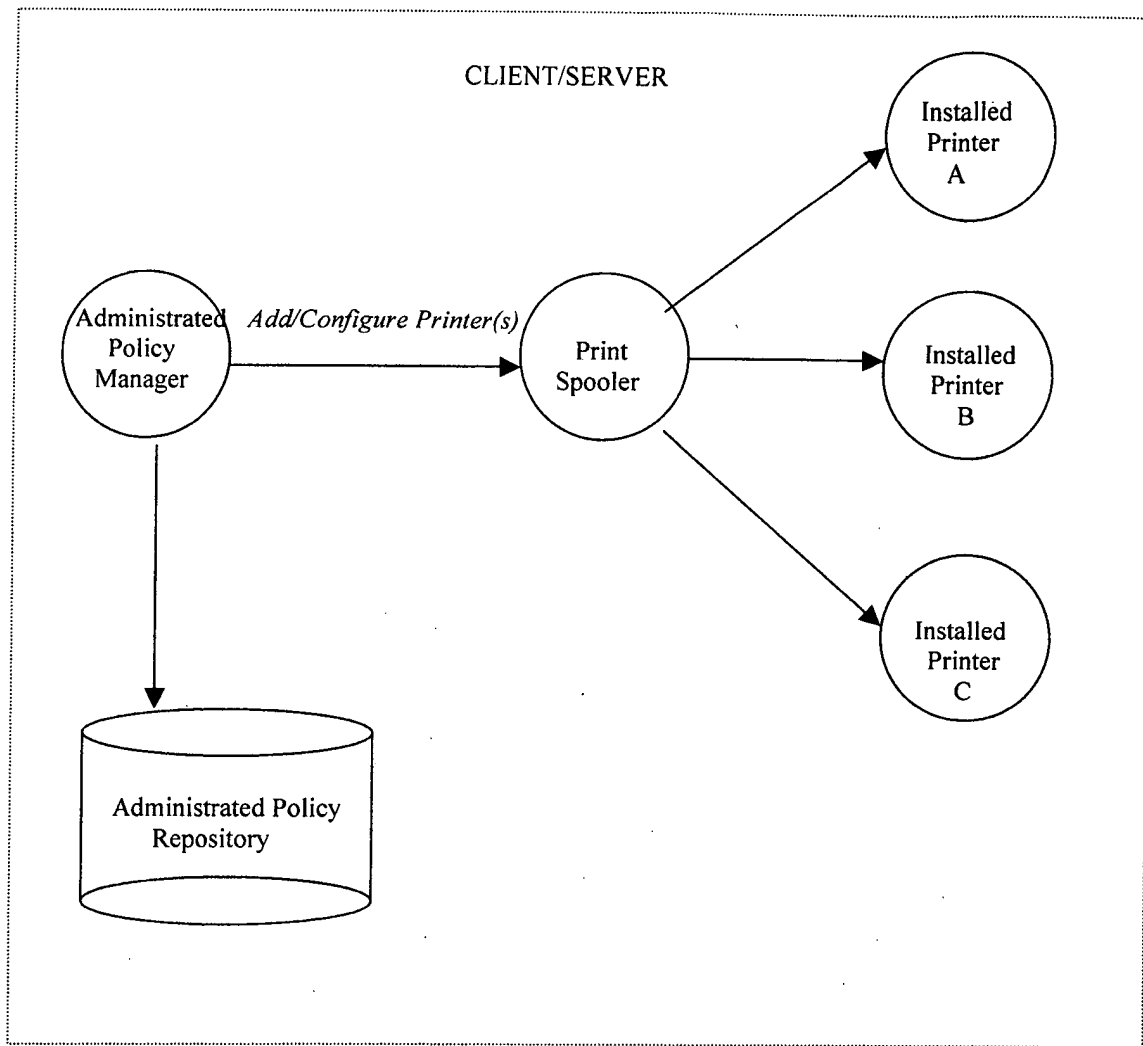 CLIENT/SERVER
Installed
Printer
A
Administrated
Policy
Manager
Add/Configure Printer(s)
Print
Spooler
Installed
Printer
B
Installed
Printer
C
Administrated Policy
Repository